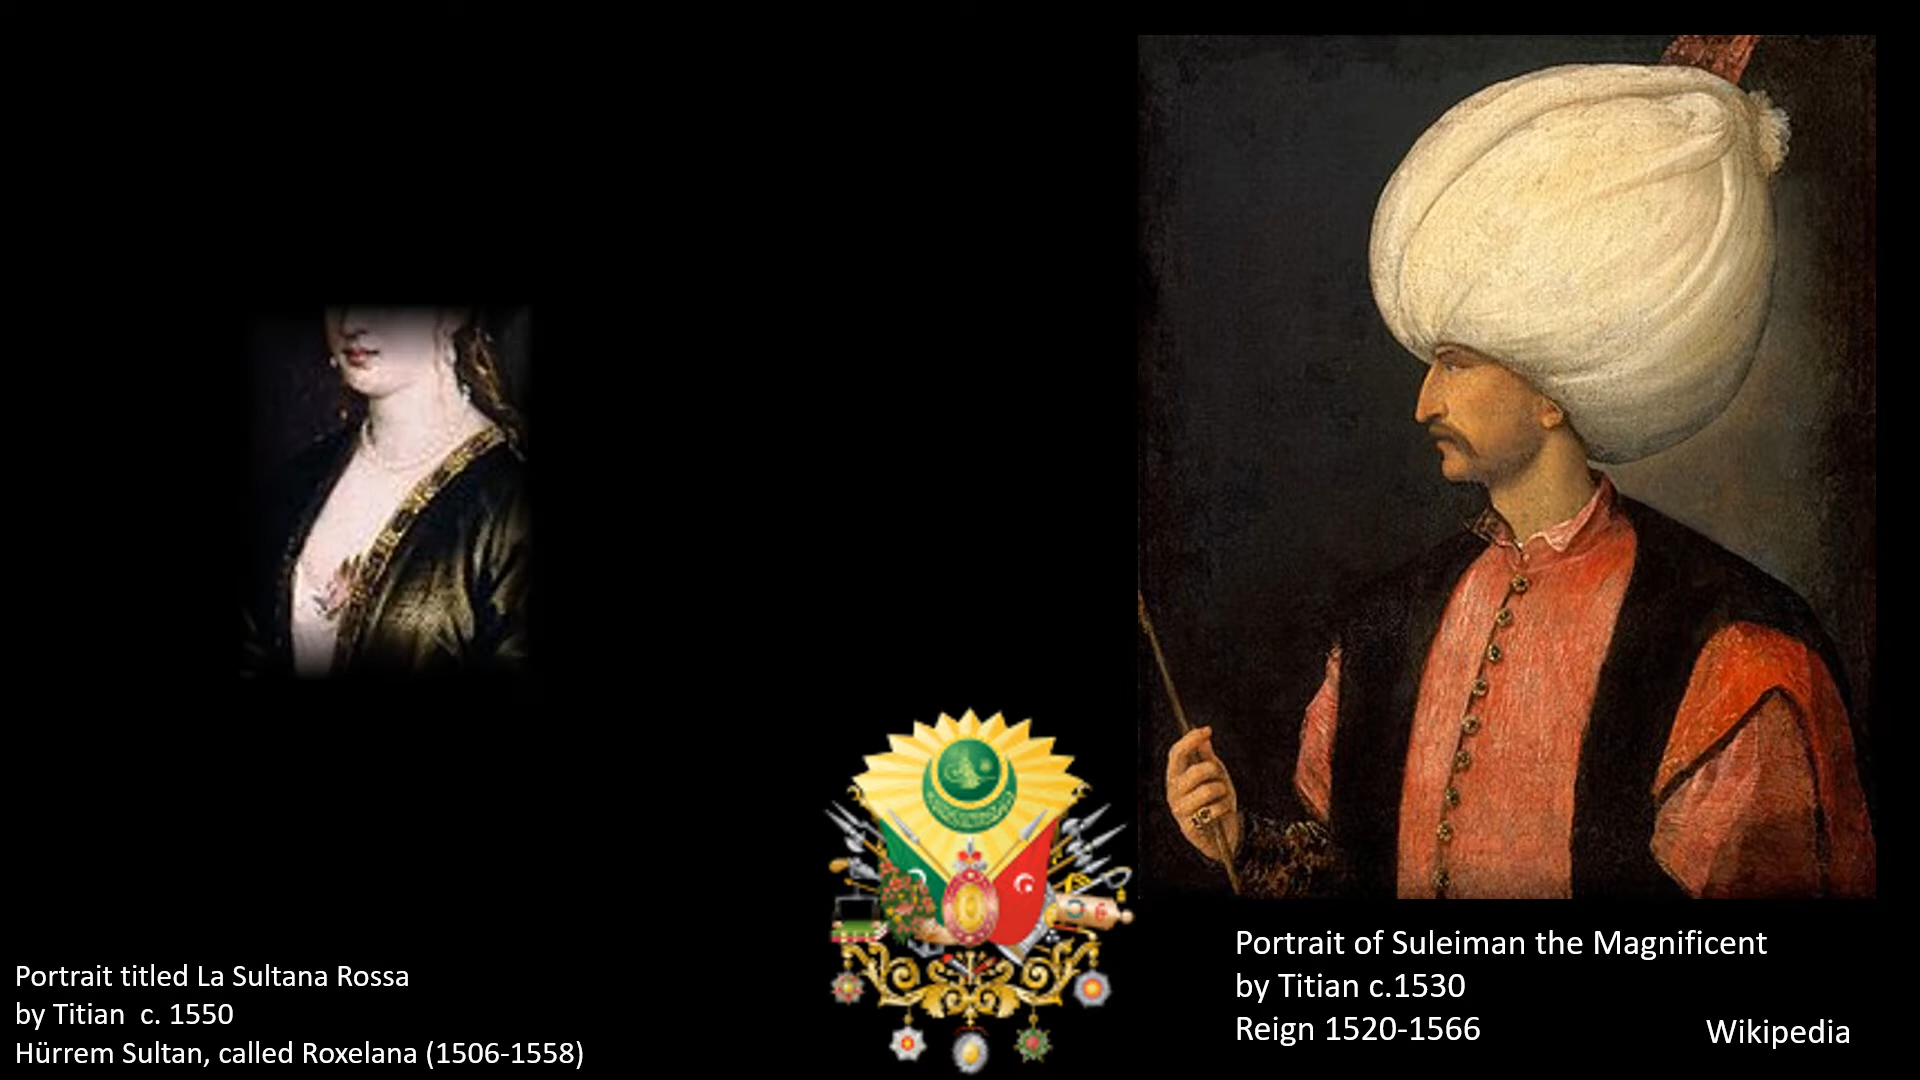 Portrait titled La Sultana Rossa
by Titian c. 1550
Hürrem Sultan, called Roxelana (1506-1558)
Portrait of Suleiman the Magnificent
by Titian c.1530
Reign 1520-1566
Wikipedia